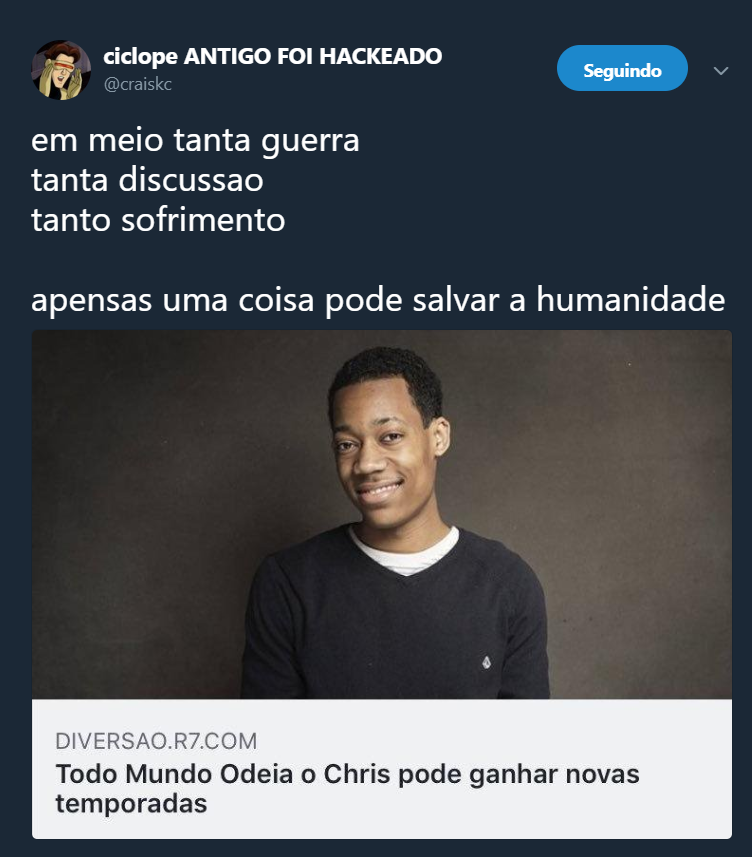 ciclope ANTIGO FOI HACKEADO
@craiskc
Seguindo
em meio tanta guerra
tanta discussao
tanto sofrimento
apensas uma coisa pode salvar a humanidade
DIVERSAO.R7.COM
Todo Mundo Odeia o Chris pode ganhar novas
temporadas